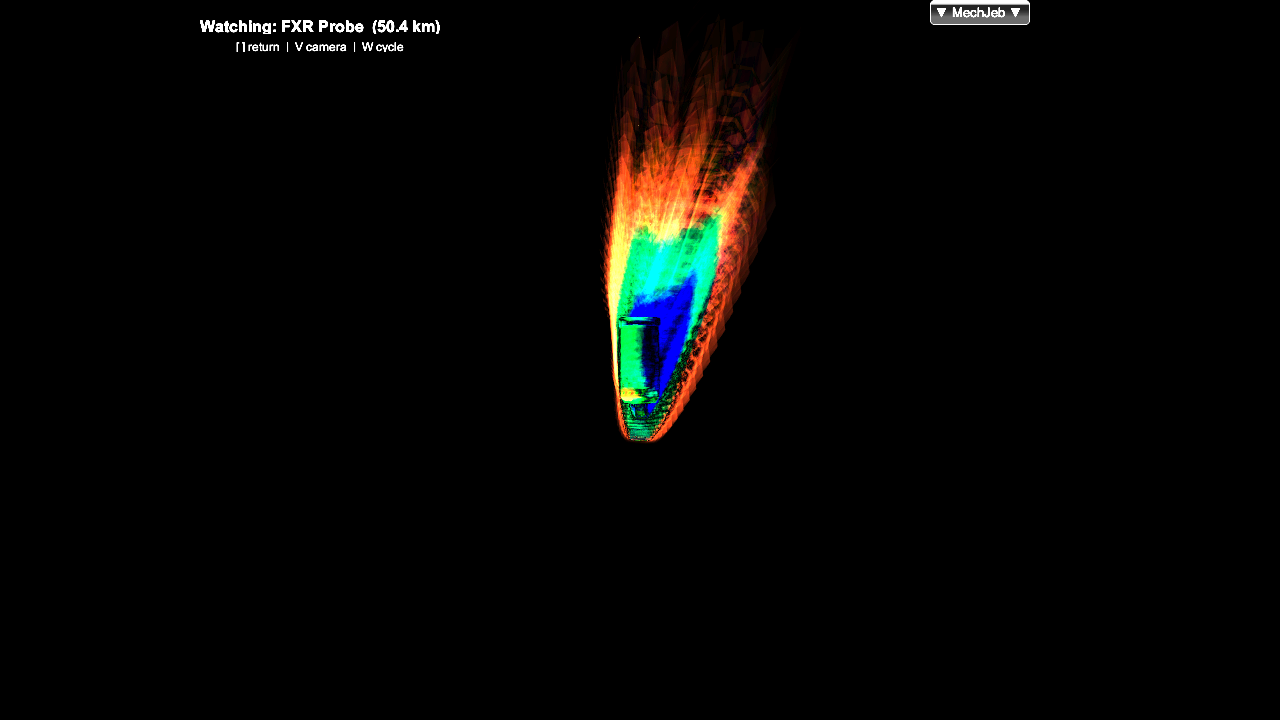 Watching: FXR Probe (50.4 km)
[ ] return | V camera | W cycle
▼ MechJeb ▼